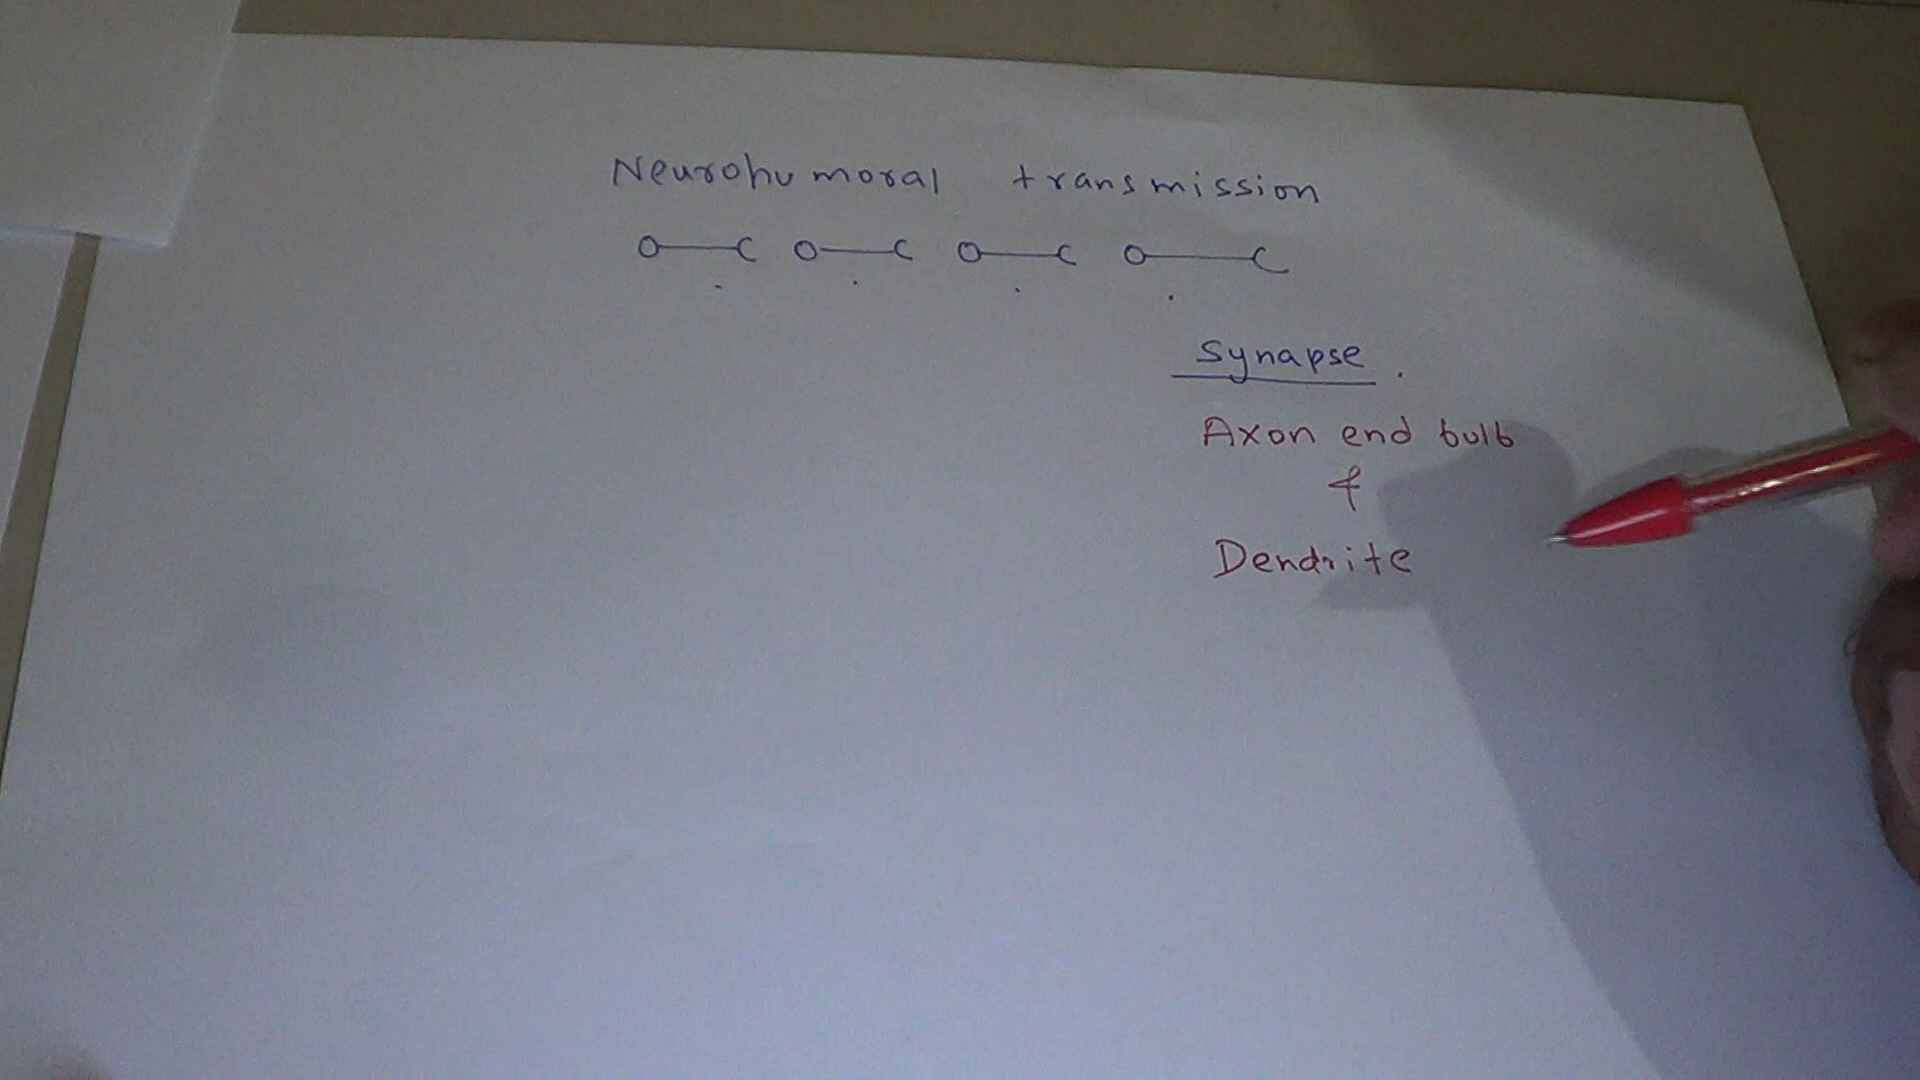 Neurohumoral transmission
Synapse.
Axon end bulb
&
Dendrite